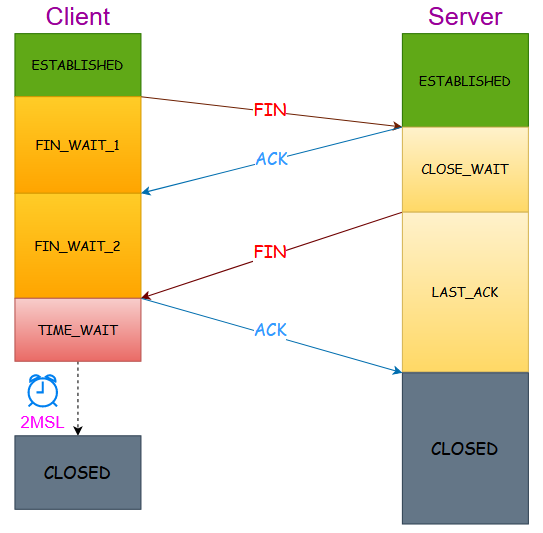 Client
Server
ESTABLISHED
ESTABLISHED
FIN
FIN_WAIT_1
ACK
CLOSE_WAIT
FIN_WAIT_2
FIN
LAST_ACK
TIME_WAIT
ACK
2MSL
CLOSED
CLOSED